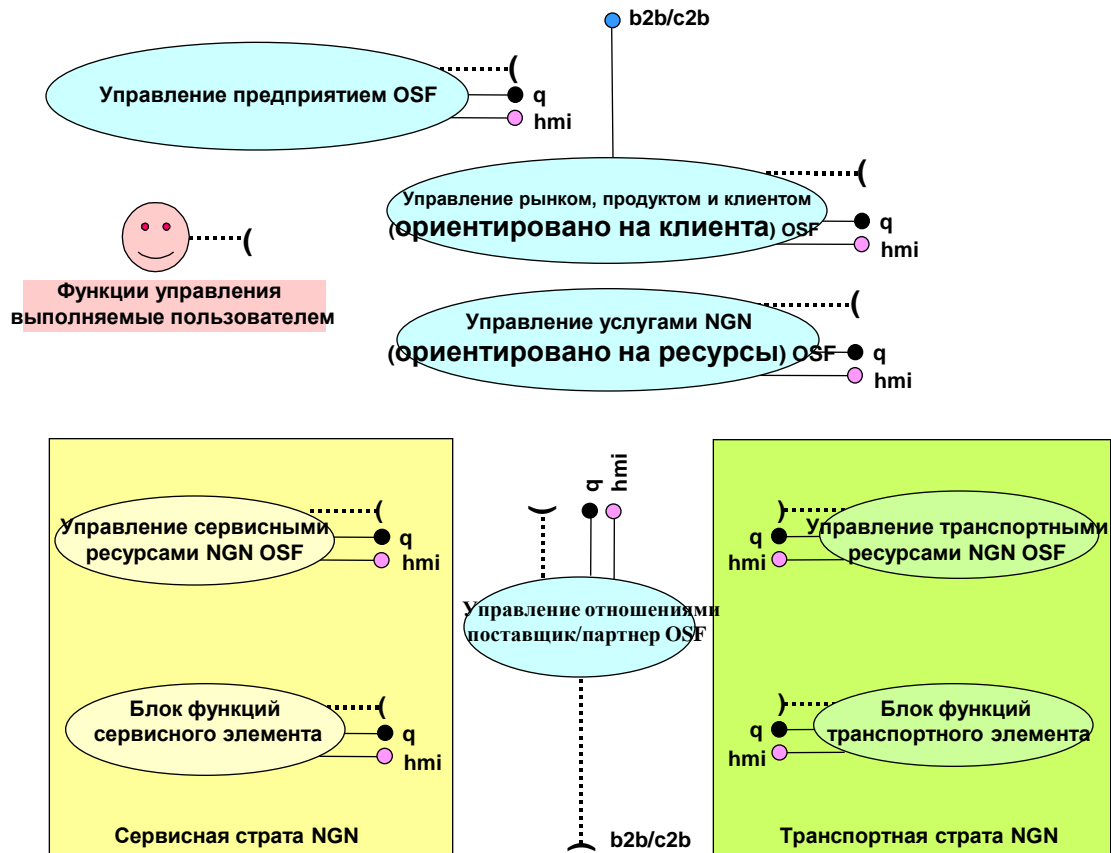 b2b/c2b
Управление предприятием OSF
q
hmi
Управление рынком, продуктом и клиентом
(ориентировано на клиента) OSF
q
hmi
Функции управления
выполняемые пользователем
Управление услугами NGN
(ориентировано на ресурсы) OSF
q
hmi
Управление сервисными
ресурсами NGN OSF
q
hmi
q
hmi
Управление транспортными
ресурсами NGN OSF
q
hmi
Управление отношениями
поставщик/партнер OSF
Блок функций
сервисного элемента
q
hmi
Блок функций
транспортного элемента
q
hmi
Сервисная страта NGN
b2b/c2b
Транспортная страта NGN